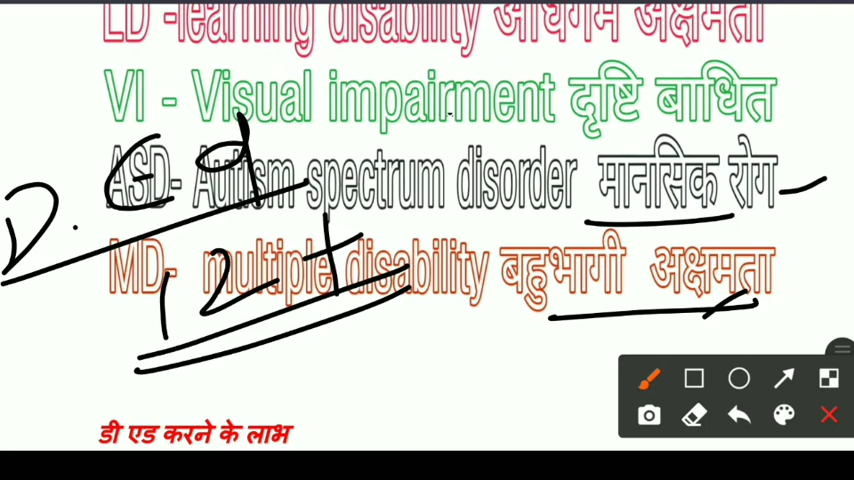 LD -learning disability अधिगम अक्षमता
VI - Visual impairment दृष्टि बाधित
ASD- Autism spectrum disorder मानसिक रोग
MD- multiple disability बहुभागी अक्षमता
D. Ed
12+
डी एड करने के लाभ